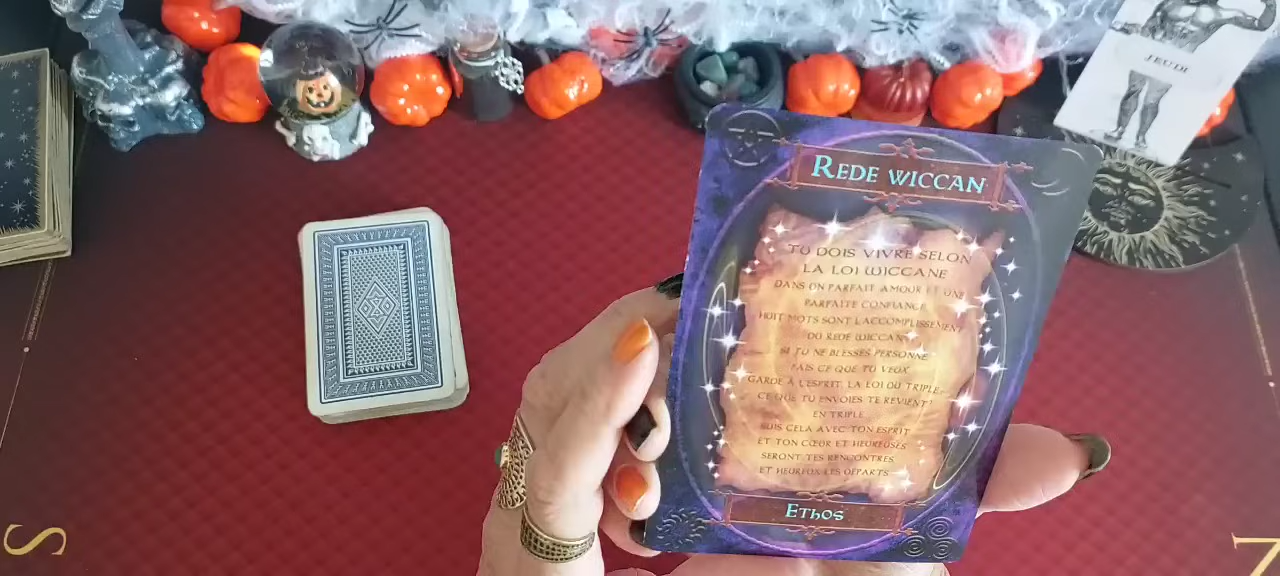 JEUDI
REDE WICCAN
TU DOIS VIVRE SELON
LA LOI WICCANE
DANS UN PARFAIT AMOUR ET UNE
PARFAITE CONFIANCE
HUIT MOTS SONT L'ACCOMPLISSEMENT
DU REDE WICCAN
SI TU NE BLESSES PERSONNE
FAIS CE QUE TU VEUX
GARDE À L'ESPRIT, LA LOI DU TRIPLE,
CE QUE TU ENVOIES TE REVIENT
EN TRIPLE...
SUIS CELA AVEC TON ESPRIT
ET TON CŒUR ET HEUREUSES
SERONT TES RENCONTRES
ET HEUREUX LES DÉPARTS
ETHOS
S
N